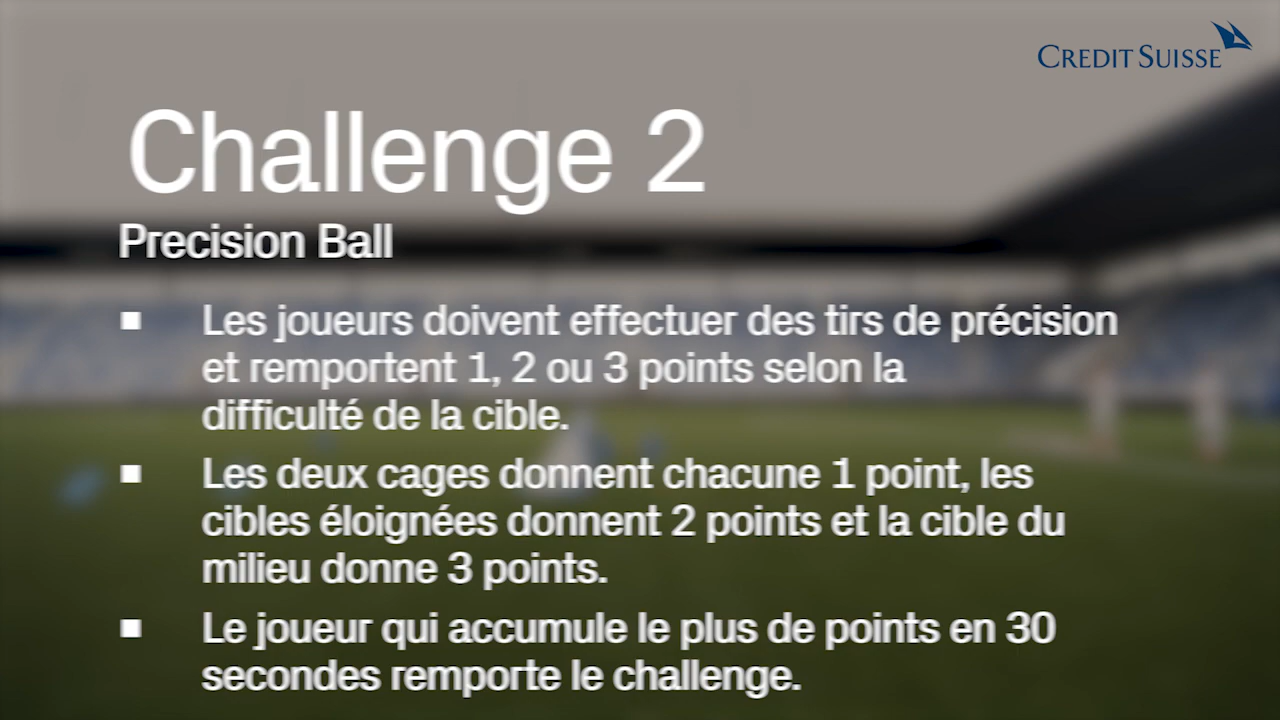 CREDIT SUISSE
Challenge 2
Precision Ball
▪ Les joueurs doivent effectuer des tirs de précision
et remportent 1, 2 ou 3 points selon la
difficulté de la cible.
▪ Les deux cages donnent chacune 1 point, les
cibles éloignées donnent 2 points et la cible du
milieu donne 3 points.
▪ Le joueur qui accumule le plus de points en 30
secondes remporte le challenge.